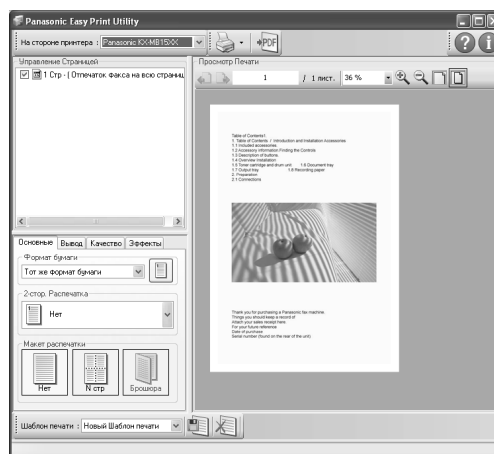 Panasonic Easy Print Utility
На стороне принтера : Panasonic KX-MB15XX
PDF
Управление Страницей
1 Стр - ( Отпечаток Факса на всю страниц
Просмотр Печати
1 / 1 лист. 36 %
Table of Contents1.
1. Table of Contents / Introduction and Installation Accessories
1.1 Included accessories
1.2 Accessory information Finding the Controls
1.3 Description of buttons
1.4 Overview Installation
1.5 Toner cartridge and drum unit 1.6 Document tray
1.7 Output tray 1.8 Recording paper
2. Preparation
2.1 Connections
Thank you for purchasing a Panasonic fax machine.
Things you should keep a record of
Attach your sales receipt here.
For your future reference
Date of purchase
Serial number (found on the rear of the unit)
Основные Вывод Качество Эффекты
Формат бумаги
Тот же Формат бумаги
2-стор. Распечатка
Нет
Макет распечатки
Нет N стр Брошюра
Шаблон печати : Новый Шаблон печати